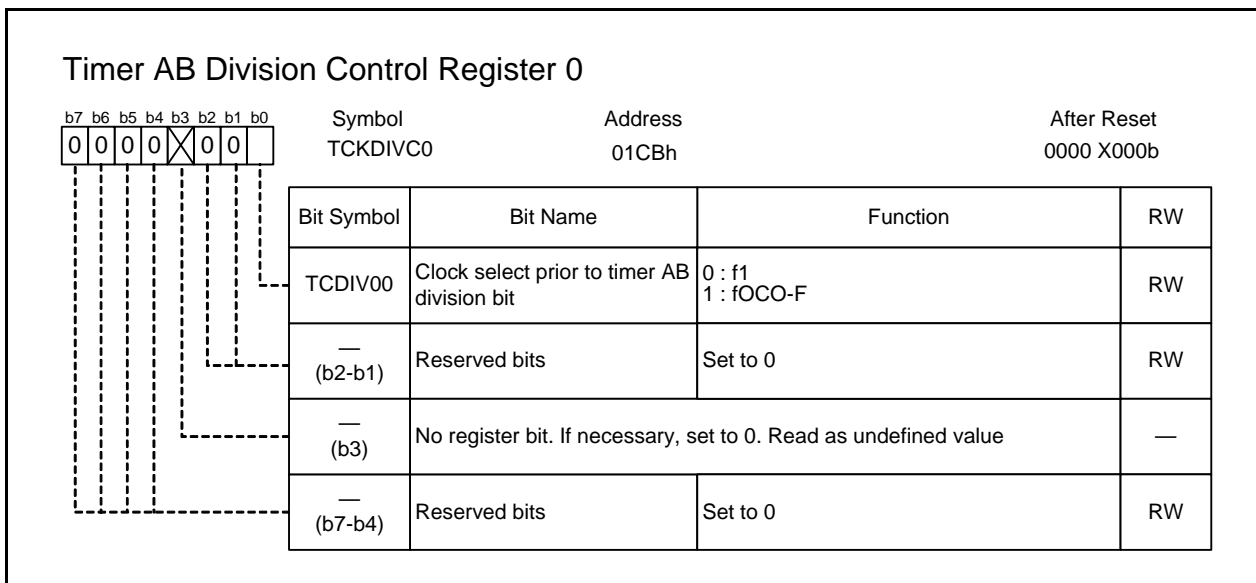 Timer AB Division Control Register 0
b7 b6 b5 b4 b3 b2 b1 b0
0 0 0 0 X 0 0
Symbol Address After Reset
TCKDIVC0 01CBh 0000 X000b
Bit Symbol Bit Name Function RW
TCDIV00 Clock select prior to timer AB division bit 0 : f1 1 : fOCO-F RW
— (b2-b1) Reserved bits Set to 0 RW
— (b3) No register bit. If necessary, set to 0. Read as undefined value —
— (b7-b4) Reserved bits Set to 0 RW